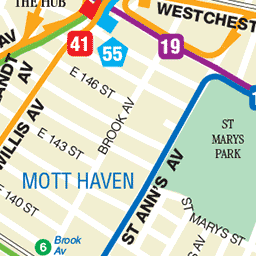 THE HUB
WESTCHEST
41
55
19
LANDT AV
E 146 ST
BROOK AV
WILLIS AV
E 143 ST
ST
MARYS
PARK
MOTT HAVEN
ST ANN'S AV
E 140 ST
ST MARYS ST
6
Brook
Av